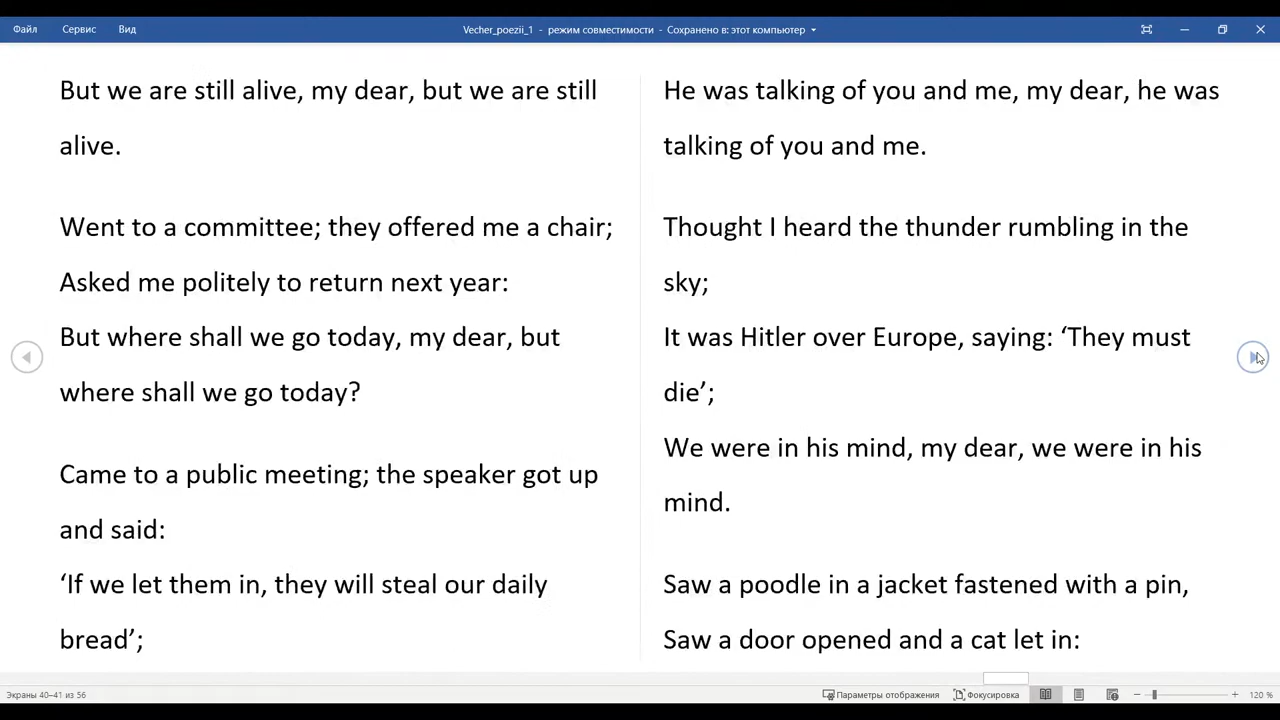 Файл Сервис Вид Vecher_poezii_1 - режим совместимости - Сохранено в: этот компьютер
But we are still alive, my dear, but we are still
alive.
Went to a committee; they offered me a chair;
Asked me politely to return next year:
But where shall we go today, my dear, but
where shall we go today?
Came to a public meeting; the speaker got up
and said:
‘If we let them in, they will steal our daily
bread’;
He was talking of you and me, my dear, he was
talking of you and me.
Thought I heard the thunder rumbling in the
sky;
It was Hitler over Europe, saying: ‘They must
die’;
We were in his mind, my dear, we were in his
mind.
Saw a poodle in a jacket fastened with a pin,
Saw a door opened and a cat let in:
Экраны 40–41 из 56 Параметры отображения Фокусировка 120 %